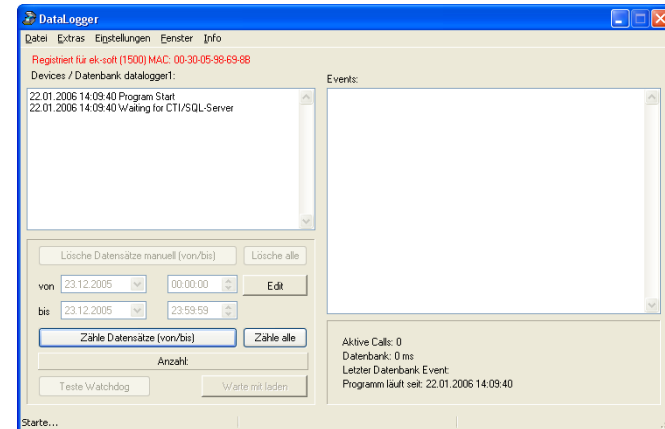 DataLogger
Datei Extras Einstellungen Fenster Info
Registriert für ek-soft (1500) MAC: 00-30-05-98-69-8B
Devices / Datenbank datalogger1:
22.01.2006 14:09:40 Program Start
22.01.2006 14:09:40 Waiting for CTI/SQL-Server
Events:
Lösche Datensätze manuell (von/bis) Lösche alle
von 23.12.2005 00:00:00 Edit
bis 23.12.2005 23:59:59
Zähle Datensätze (von/bis) Zähle alle
Anzahl:
Teste Watchdog Warte mit laden
Aktive Calls: 0
Datenbank: 0 ms
Letzter Datenbank Event:
Programm läuft seit: 22.01.2006 14:09:40
Starte...